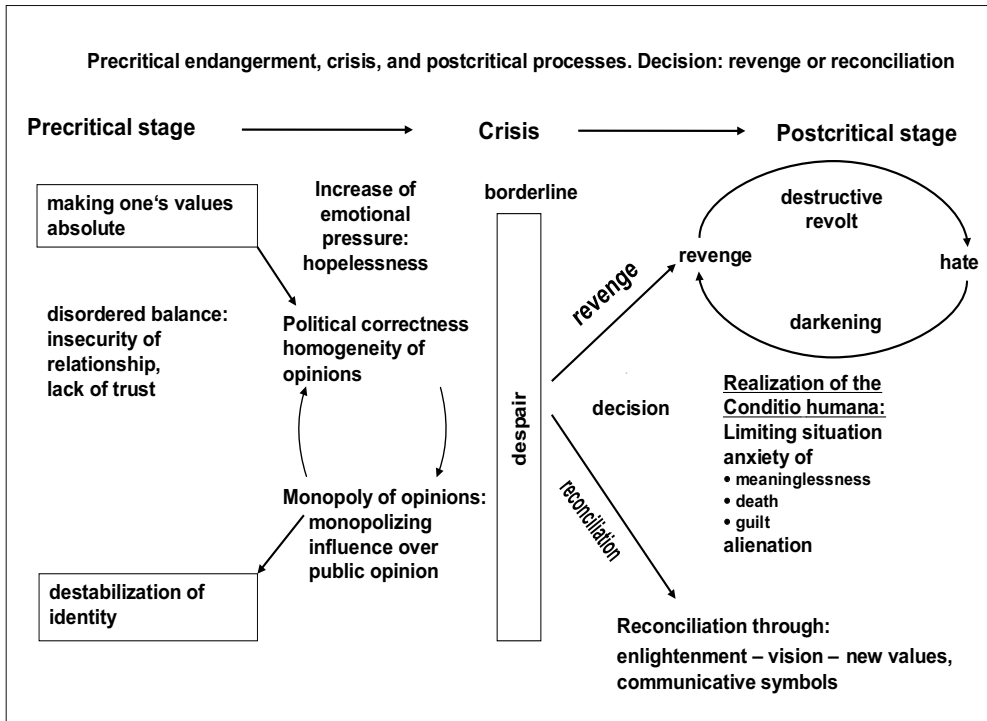 Precritical endangerment, crisis, and postcritical processes. Decision: revenge or reconciliation
Precritical stage
Crisis
Postcritical stage
making one‘s values
absolute
disordered balance:
insecurity of
relationship,
lack of trust
destabilization of
identity
Increase of
emotional
pressure:
hopelessness
Political correctness
homogeneity of
opinions
Monopoly of opinions:
monopolizing
influence over
public opinion
borderline
despair
revenge
decision
reconciliation
destructive
revolt
revenge
hate
darkening
Realization of the
Conditio humana:
Limiting situation
anxiety of
• meaninglessness
• death
• guilt
alienation
Reconciliation through:
enlightenment – vision – new values,
communicative symbols